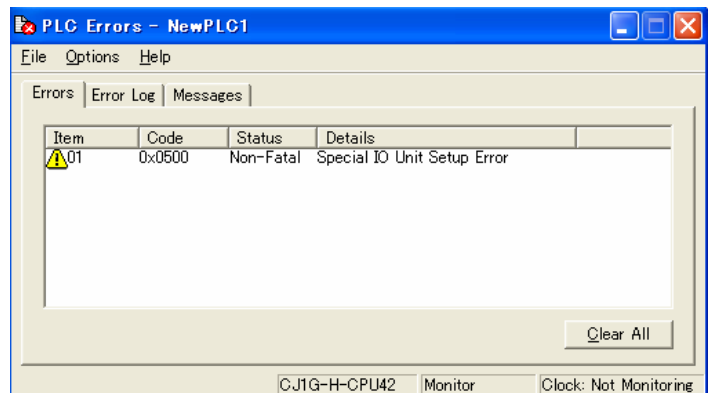 PLC Errors - NewPLC1
File Options Help
Errors Error Log Messages
Item Code Status Details
01 0x0500 Non-Fatal Special IO Unit Setup Error
Clear All
CJ1G-H-CPU42 Monitor Clock: Not Monitoring